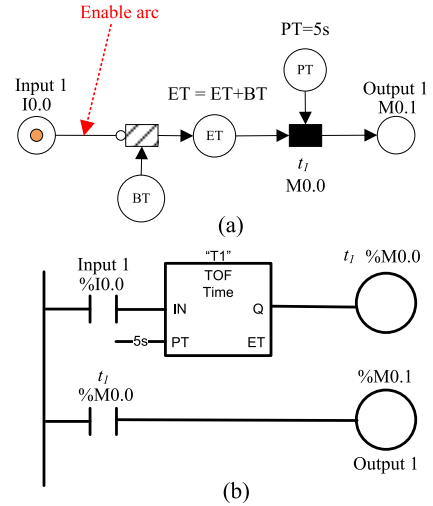 Enable arc
PT=5s
Input 1
I0.0
ET = ET+BT
PT
Output 1
M0.1
ET
t1
M0.0
BT
(a)
Input 1
%I0.0
"T1"
TOF
Time
IN
Q
5s
PT
ET
t1 %M0.0
t1
%M0.0
%M0.1
Output 1
(b)